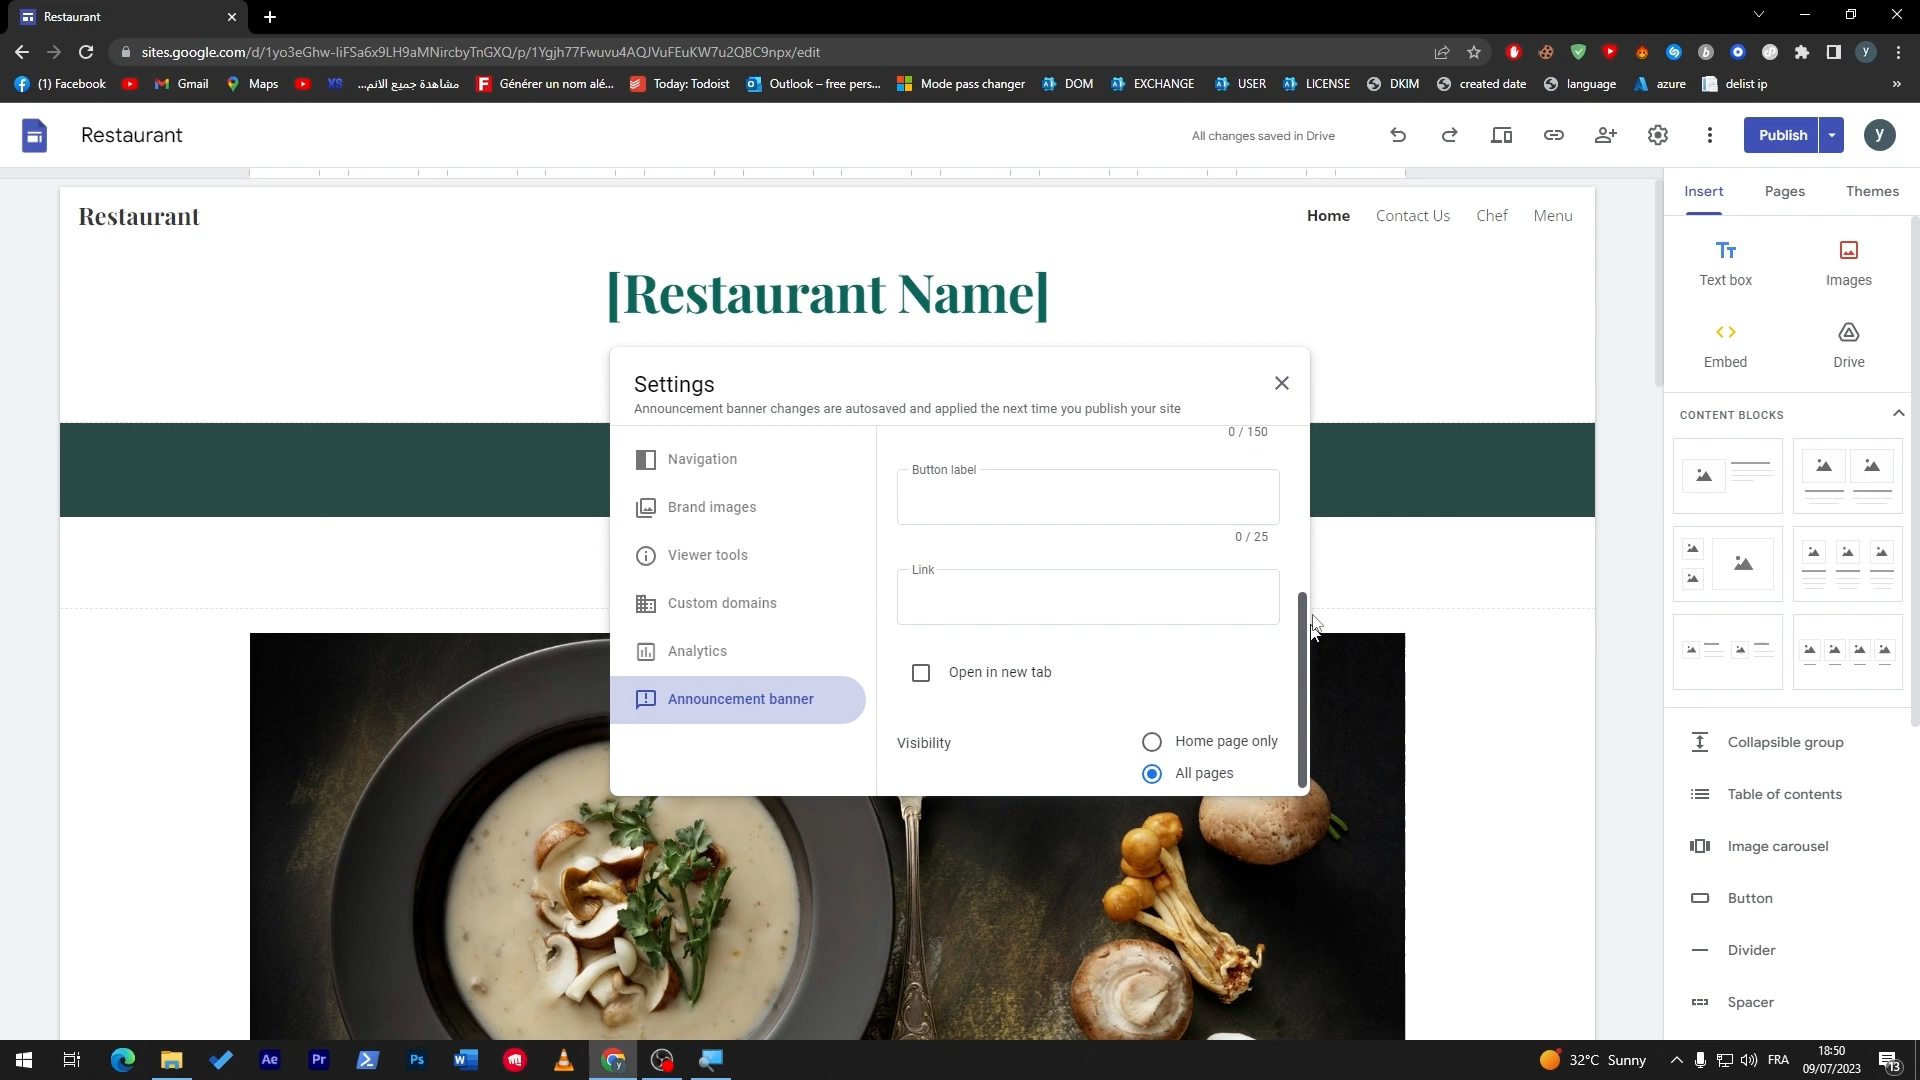 Restaurant
sites.google.com/d/1yo3eGhw-liFSa6x9LH9aMNircbyTnGXQ/p/1Ygjh77Fwuvu4AQJVuFEuKW7u2QBC9npx/edit
(1) Facebook
Gmail
Maps
XS
مشاهدة جميع الانم...
Générer un nom alé...
Today: Todoist
Outlook – free pers...
Mode pass changer
DOM
EXCHANGE
USER
LICENSE
DKIM
created date
language
azure
delist ip
»
Restaurant
All changes saved in Drive
Publish
y
Insert
Pages
Themes
Restaurant
Home
Contact Us
Chef
Menu
[Restaurant Name]
Tт
Text box
Images
Embed
Drive
CONTENT BLOCKS
Settings
Announcement banner changes are autosaved and applied the next time you publish your site
Navigation
Brand images
Viewer tools
Custom domains
Analytics
Announcement banner
0 / 150
Button label
0 / 25
Link
Open in new tab
Visibility
Home page only
All pages
Collapsible group
Table of contents
Image carousel
Button
Divider
Spacer
Ae
Pr
Ps
32°C Sunny
FRA
18:50
09/07/2023
13